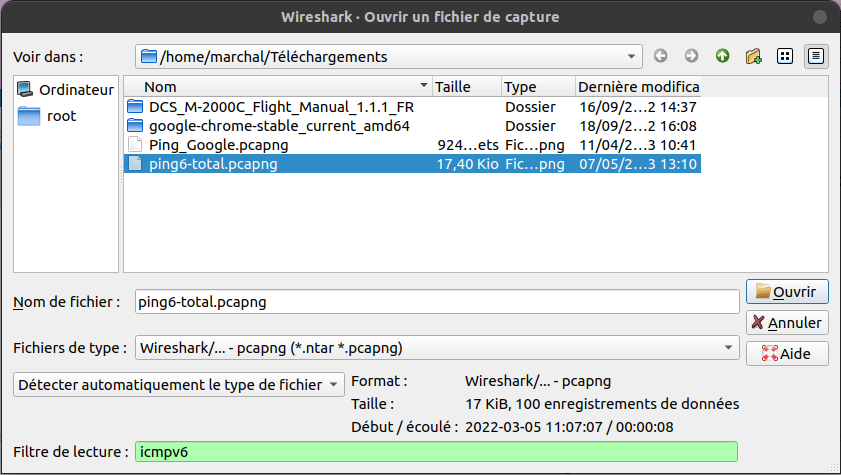 Wireshark · Ouvrir un fichier de capture
Voir dans : /home/marchal/Téléchargements
Ordinateur
root
Nom Taille Type Dernière modifica
DCS_M-2000C_Flight_Manual_1.1.1_FR Dossier 16/09/2…2 14:37
google-chrome-stable_current_amd64 Dossier 18/09/2…2 16:08
Ping_Google.pcapng 924…ets Fic…png 11/04/2…3 10:41
ping6-total.pcapng 17,40 Kio Fic…png 07/05/2…3 13:10
Nom de fichier : ping6-total.pcapng Ouvrir
Annuler
Fichiers de type : Wireshark/... - pcapng (*.ntar *.pcapng) Aide
Détecter automatiquement le type de fichier
Format : Wireshark/... - pcapng
Taille : 17 KiB, 100 enregistrements de données
Début / écoulé : 2022-03-05 11:07:07 / 00:00:08
Filtre de lecture : icmpv6